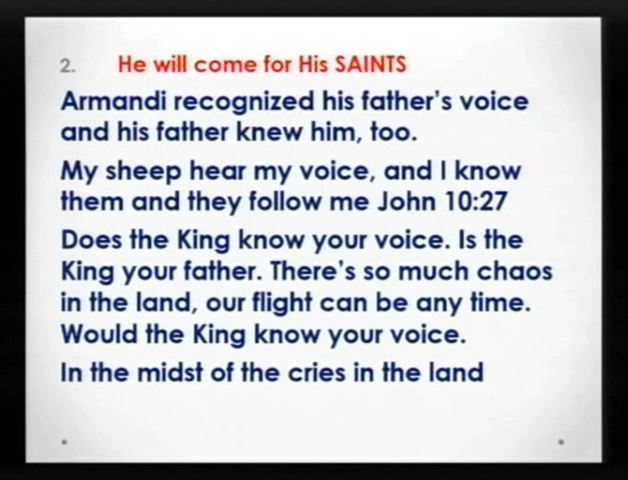 2. He will come for His SAINTS
Armandi recognized his father's voice
and his father knew him, too.
My sheep hear my voice, and I know
them and they follow me John 10:27
Does the King know your voice. Is the
King your father. There's so much chaos
in the land, our flight can be any time.
Would the King know your voice.
In the midst of the cries in the land